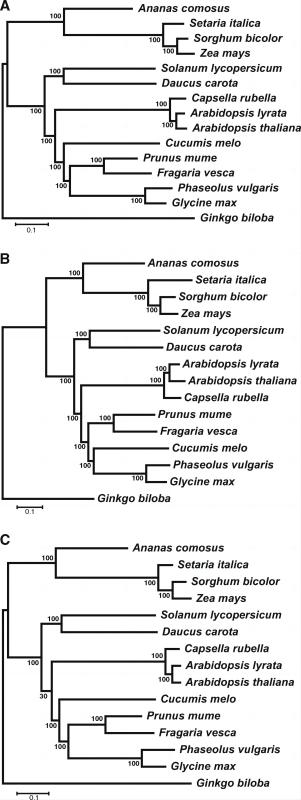 A
Ananas comosus
100
Setaria italica
100
Sorghum bicolor
100
Zea mays
Solanum lycopersicum
100
Daucus carota
100
Capsella rubella
100
Arabidopsis lyrata
100
Arabidopsis thaliana
100
Cucumis melo
100
Prunus mume
100
Fragaria vesca
100
Phaseolus vulgaris
100
Glycine max
Ginkgo biloba
0.1
B
Ananas comosus
100
Setaria italica
100
Sorghum bicolor
100
Zea mays
Solanum lycopersicum
100
Daucus carota
100
Arabidopsis lyrata
100
Arabidopsis thaliana
100
Capsella rubella
100
Prunus mume
100
Fragaria vesca
100
Cucumis melo
100
Phaseolus vulgaris
100
Glycine max
Ginkgo biloba
0.1
C
Ananas comosus
100
Setaria italica
100
Sorghum bicolor
100
Zea mays
Solanum lycopersicum
100
Daucus carota
100
Capsella rubella
100
Arabidopsis lyrata
100
Arabidopsis thaliana
30
Cucumis melo
100
Prunus mume
100
Fragaria vesca
100
Phaseolus vulgaris
100
Glycine max
Ginkgo biloba
0.1